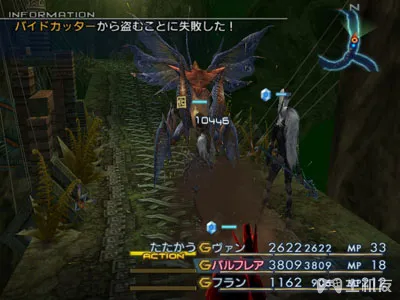 INFORMATION
パイドカッターから盗むことに失敗した！
N
10446
たたかう Gヴァン 2622 2622 MP 33
ACTION
Gバルフレア 3809 3809 MP 18
Gフラン 1162 MP 212